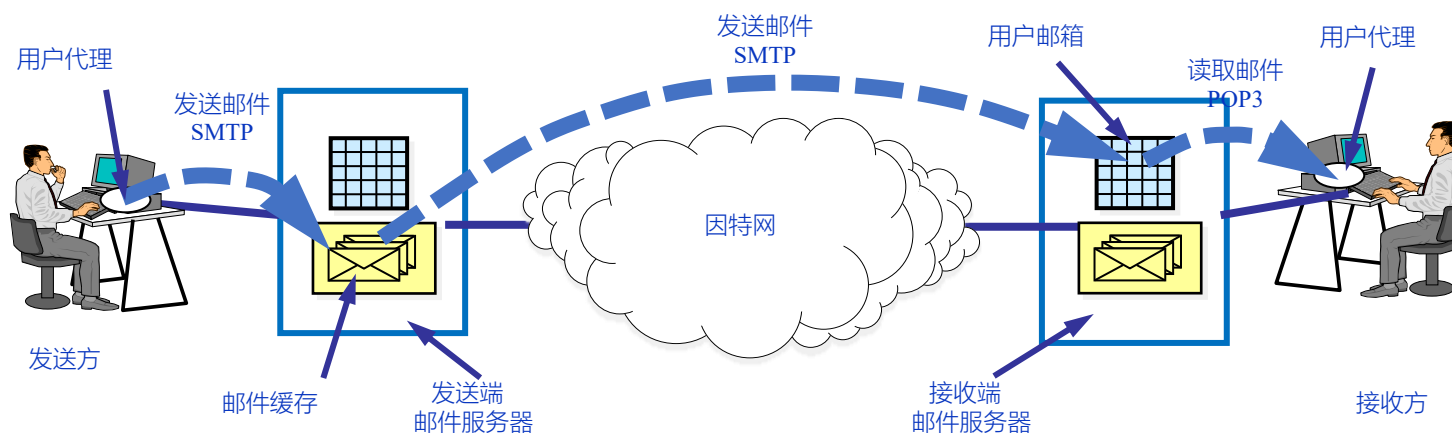 发送邮件
SMTP
用户邮箱
用户代理
用户代理
读取邮件
POP3
发送邮件
SMTP
因特网
发送方
邮件缓存
发送端
邮件服务器
接收端
邮件服务器
接收方